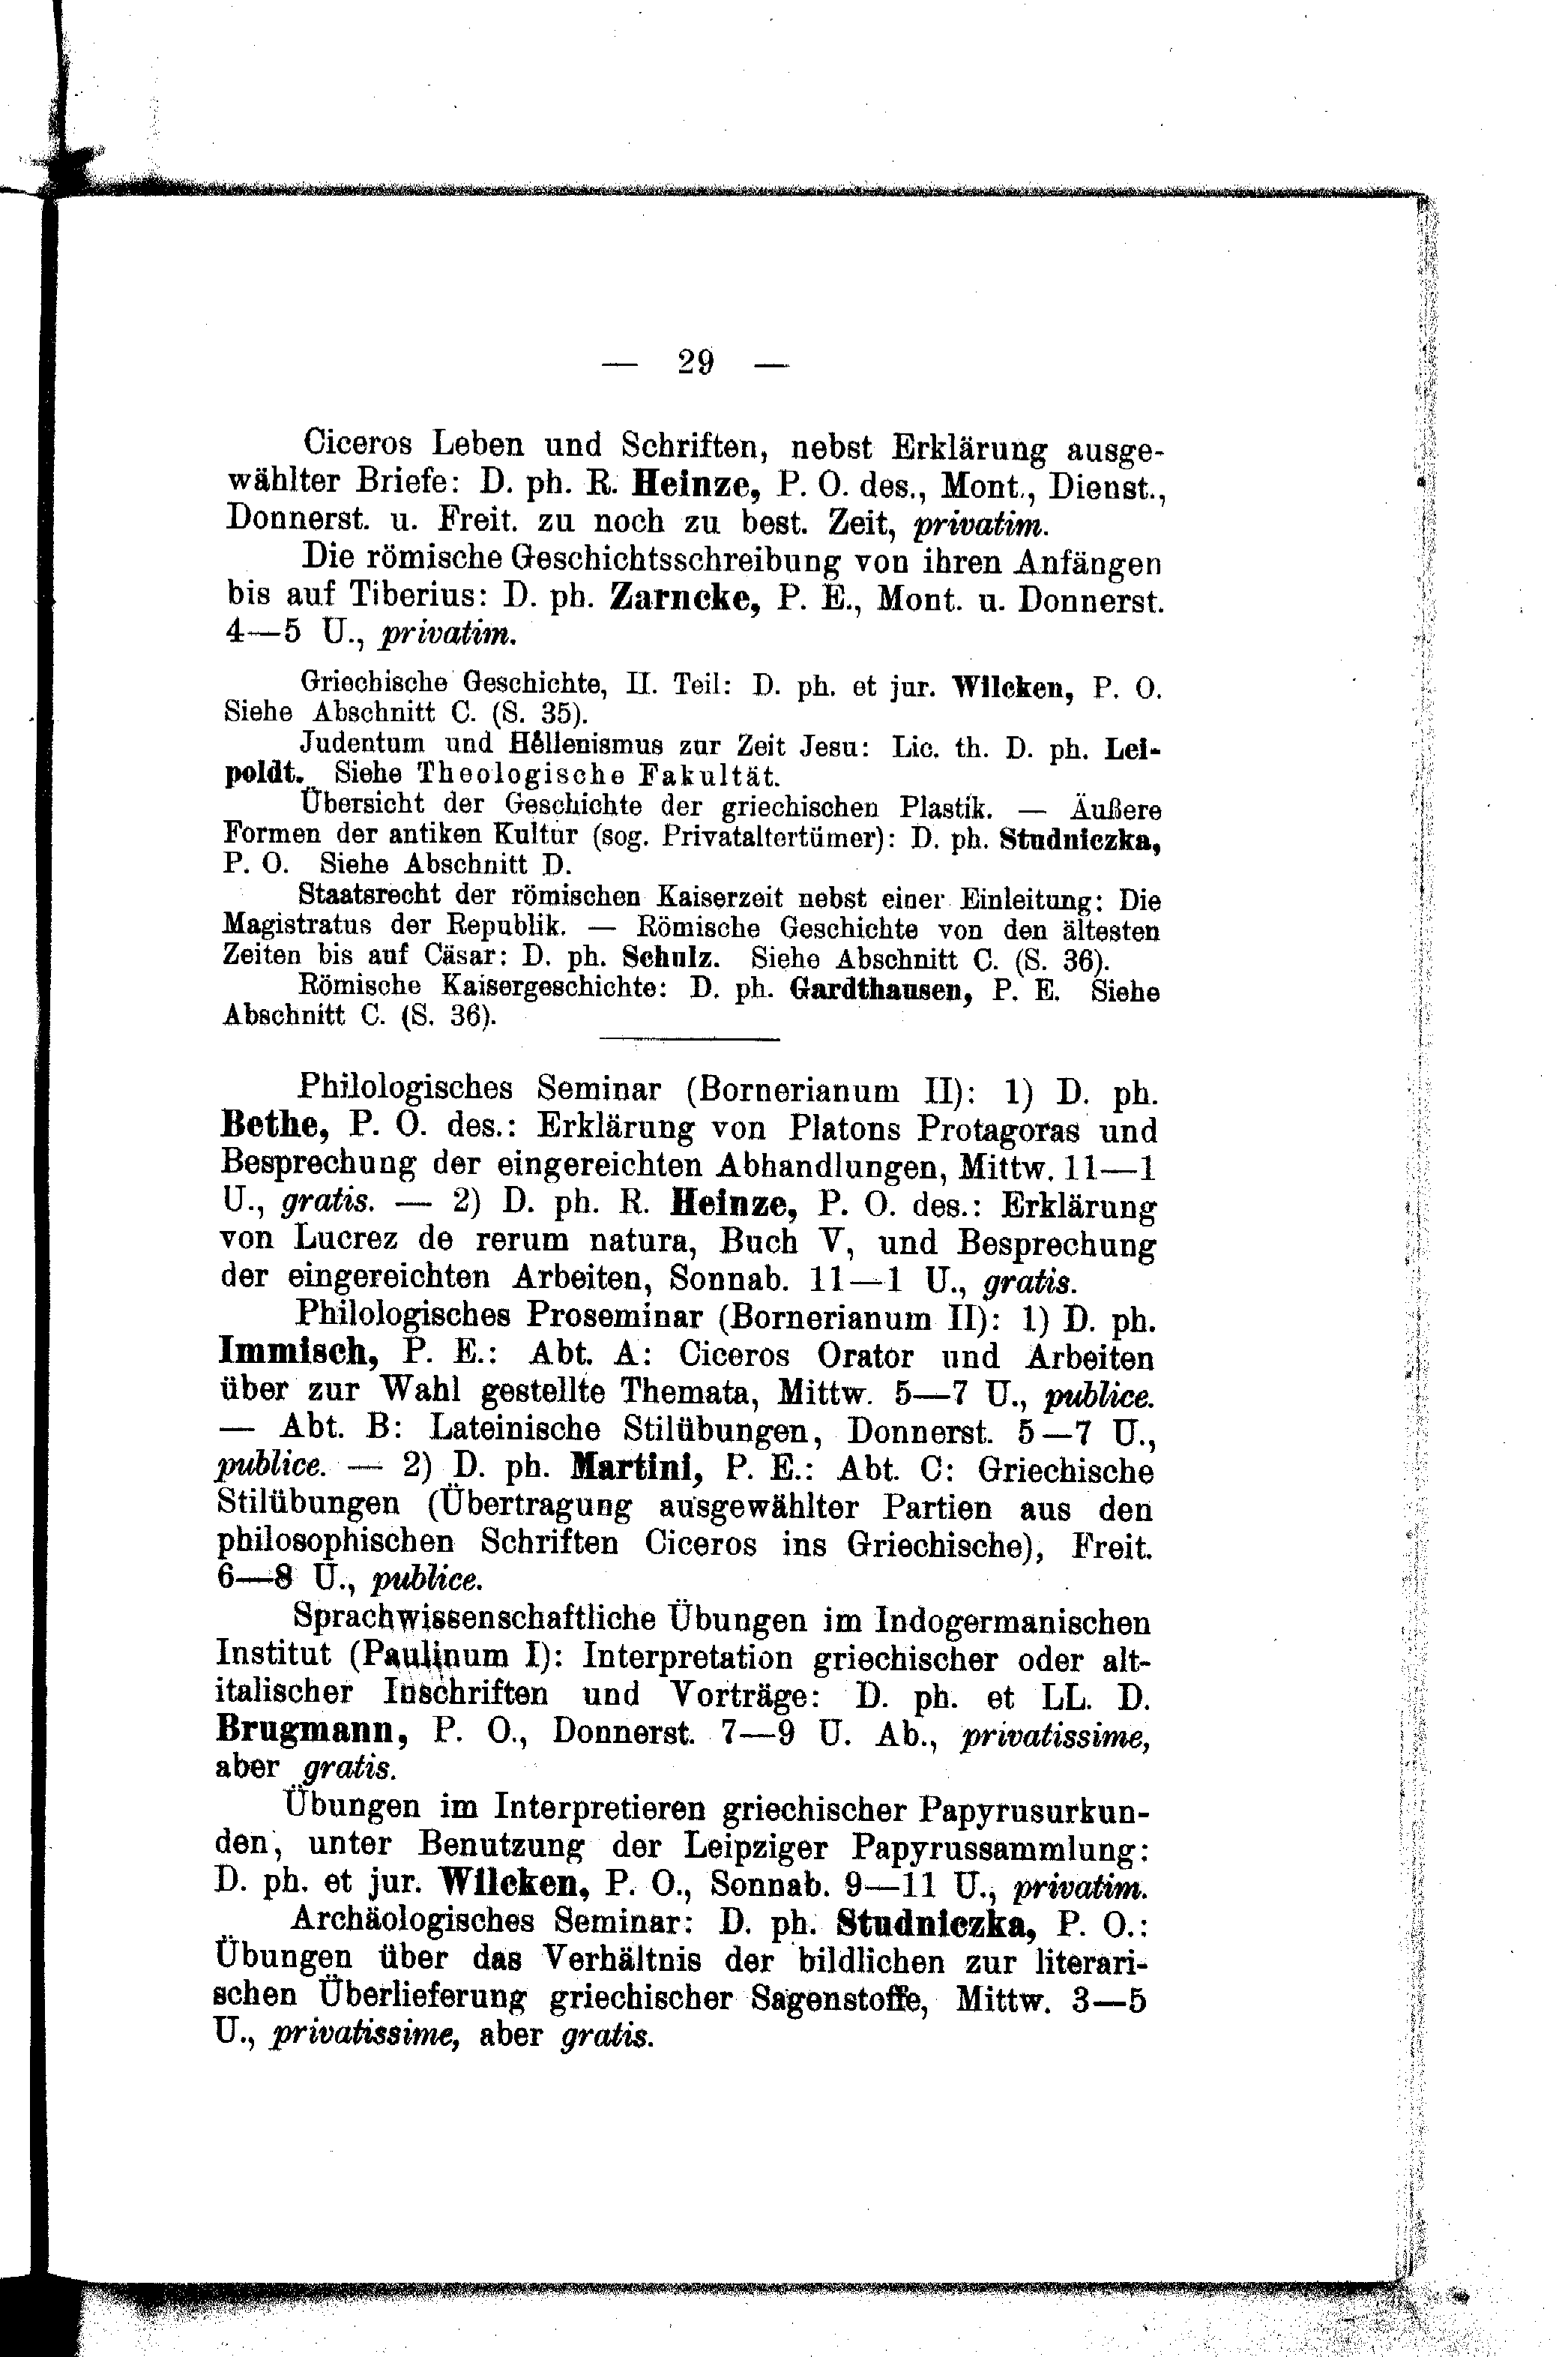 — 29 —
Ciceros Leben und Schriften, nebst Erklärung ausge-
wählter Briefe: D. ph. R. Heinze, P. O. des., Mont., Dienst.,
Donnerst. u. Freit. zu noch zu best. Zeit, privatim.
Die römische Geschichtsschreibung von ihren Anfängen
bis auf Tiberius: D. ph. Zarncke, P. E., Mont. u. Donnerst.
4—5 U., privatim.
Griechische Geschichte, II. Teil: D. ph. et jur. Wilcken, P. O.
Siehe Abschnitt C. (S. 35).
Judentum und Hellenismus zur Zeit Jesu: Lic. th. D. ph. Lei-
poldt. Siehe Theologische Fakultät.
Übersicht der Geschichte der griechischen Plastik. — Äußere
Formen der antiken Kultur (sog. Privataltertümer): D. ph. Studniczka,
P. O. Siehe Abschnitt D.
Staatsrecht der römischen Kaiserzeit nebst einer Einleitung: Die
Magistratus der Republik. — Römische Geschichte von den ältesten
Zeiten bis auf Cäsar: D. ph. Schulz. Siehe Abschnitt C. (S. 36).
Römische Kaisergeschichte: D. ph. Gardthausen, P. E. Siehe
Abschnitt C. (S. 36).
Philologisches Seminar (Bornerianum II): 1) D. ph.
Bethe, P. O. des.: Erklärung von Platons Protagoras und
Besprechung der eingereichten Abhandlungen, Mittw. 11—1
U., gratis. — 2) D. ph. R. Heinze, P. O. des.: Erklärung
von Lucrez de rerum natura, Buch V, und Besprechung
der eingereichten Arbeiten, Sonnab. 11—1 U., gratis.
Philologisches Proseminar (Bornerianum II): 1) D. ph.
Immisch, P. E.: Abt. A: Ciceros Orator und Arbeiten
über zur Wahl gestellte Themata, Mittw. 5—7 U., publice.
— Abt. B: Lateinische Stilübungen, Donnerst. 5—7 U.,
publice. — 2) D. ph. Martini, P. E.: Abt. C: Griechische
Stilübungen (Übertragung ausgewählter Partien aus den
philosophischen Schriften Ciceros ins Griechische), Freit.
6—8 U., publice.
Sprachwissenschaftliche Übungen im Indogermanischen
Institut (Paulinum I): Interpretation griechischer oder alt-
italischer Inschriften und Vorträge: D. ph. et LL. D.
Brugmann, P. O., Donnerst. 7—9 U. Ab., privatissime,
aber gratis.
Übungen im Interpretieren griechischer Papyrusurkun-
den, unter Benutzung der Leipziger Papyrussammlung:
D. ph. et jur. Wilcken, P. O., Sonnab. 9—11 U., privatim.
Archäologisches Seminar: D. ph. Studniczka, P. O.:
Übungen über das Verhältnis der bildlichen zur literari-
schen Überlieferung griechischer Sagenstoffe, Mittw. 3—5
U., privatissime, aber gratis.